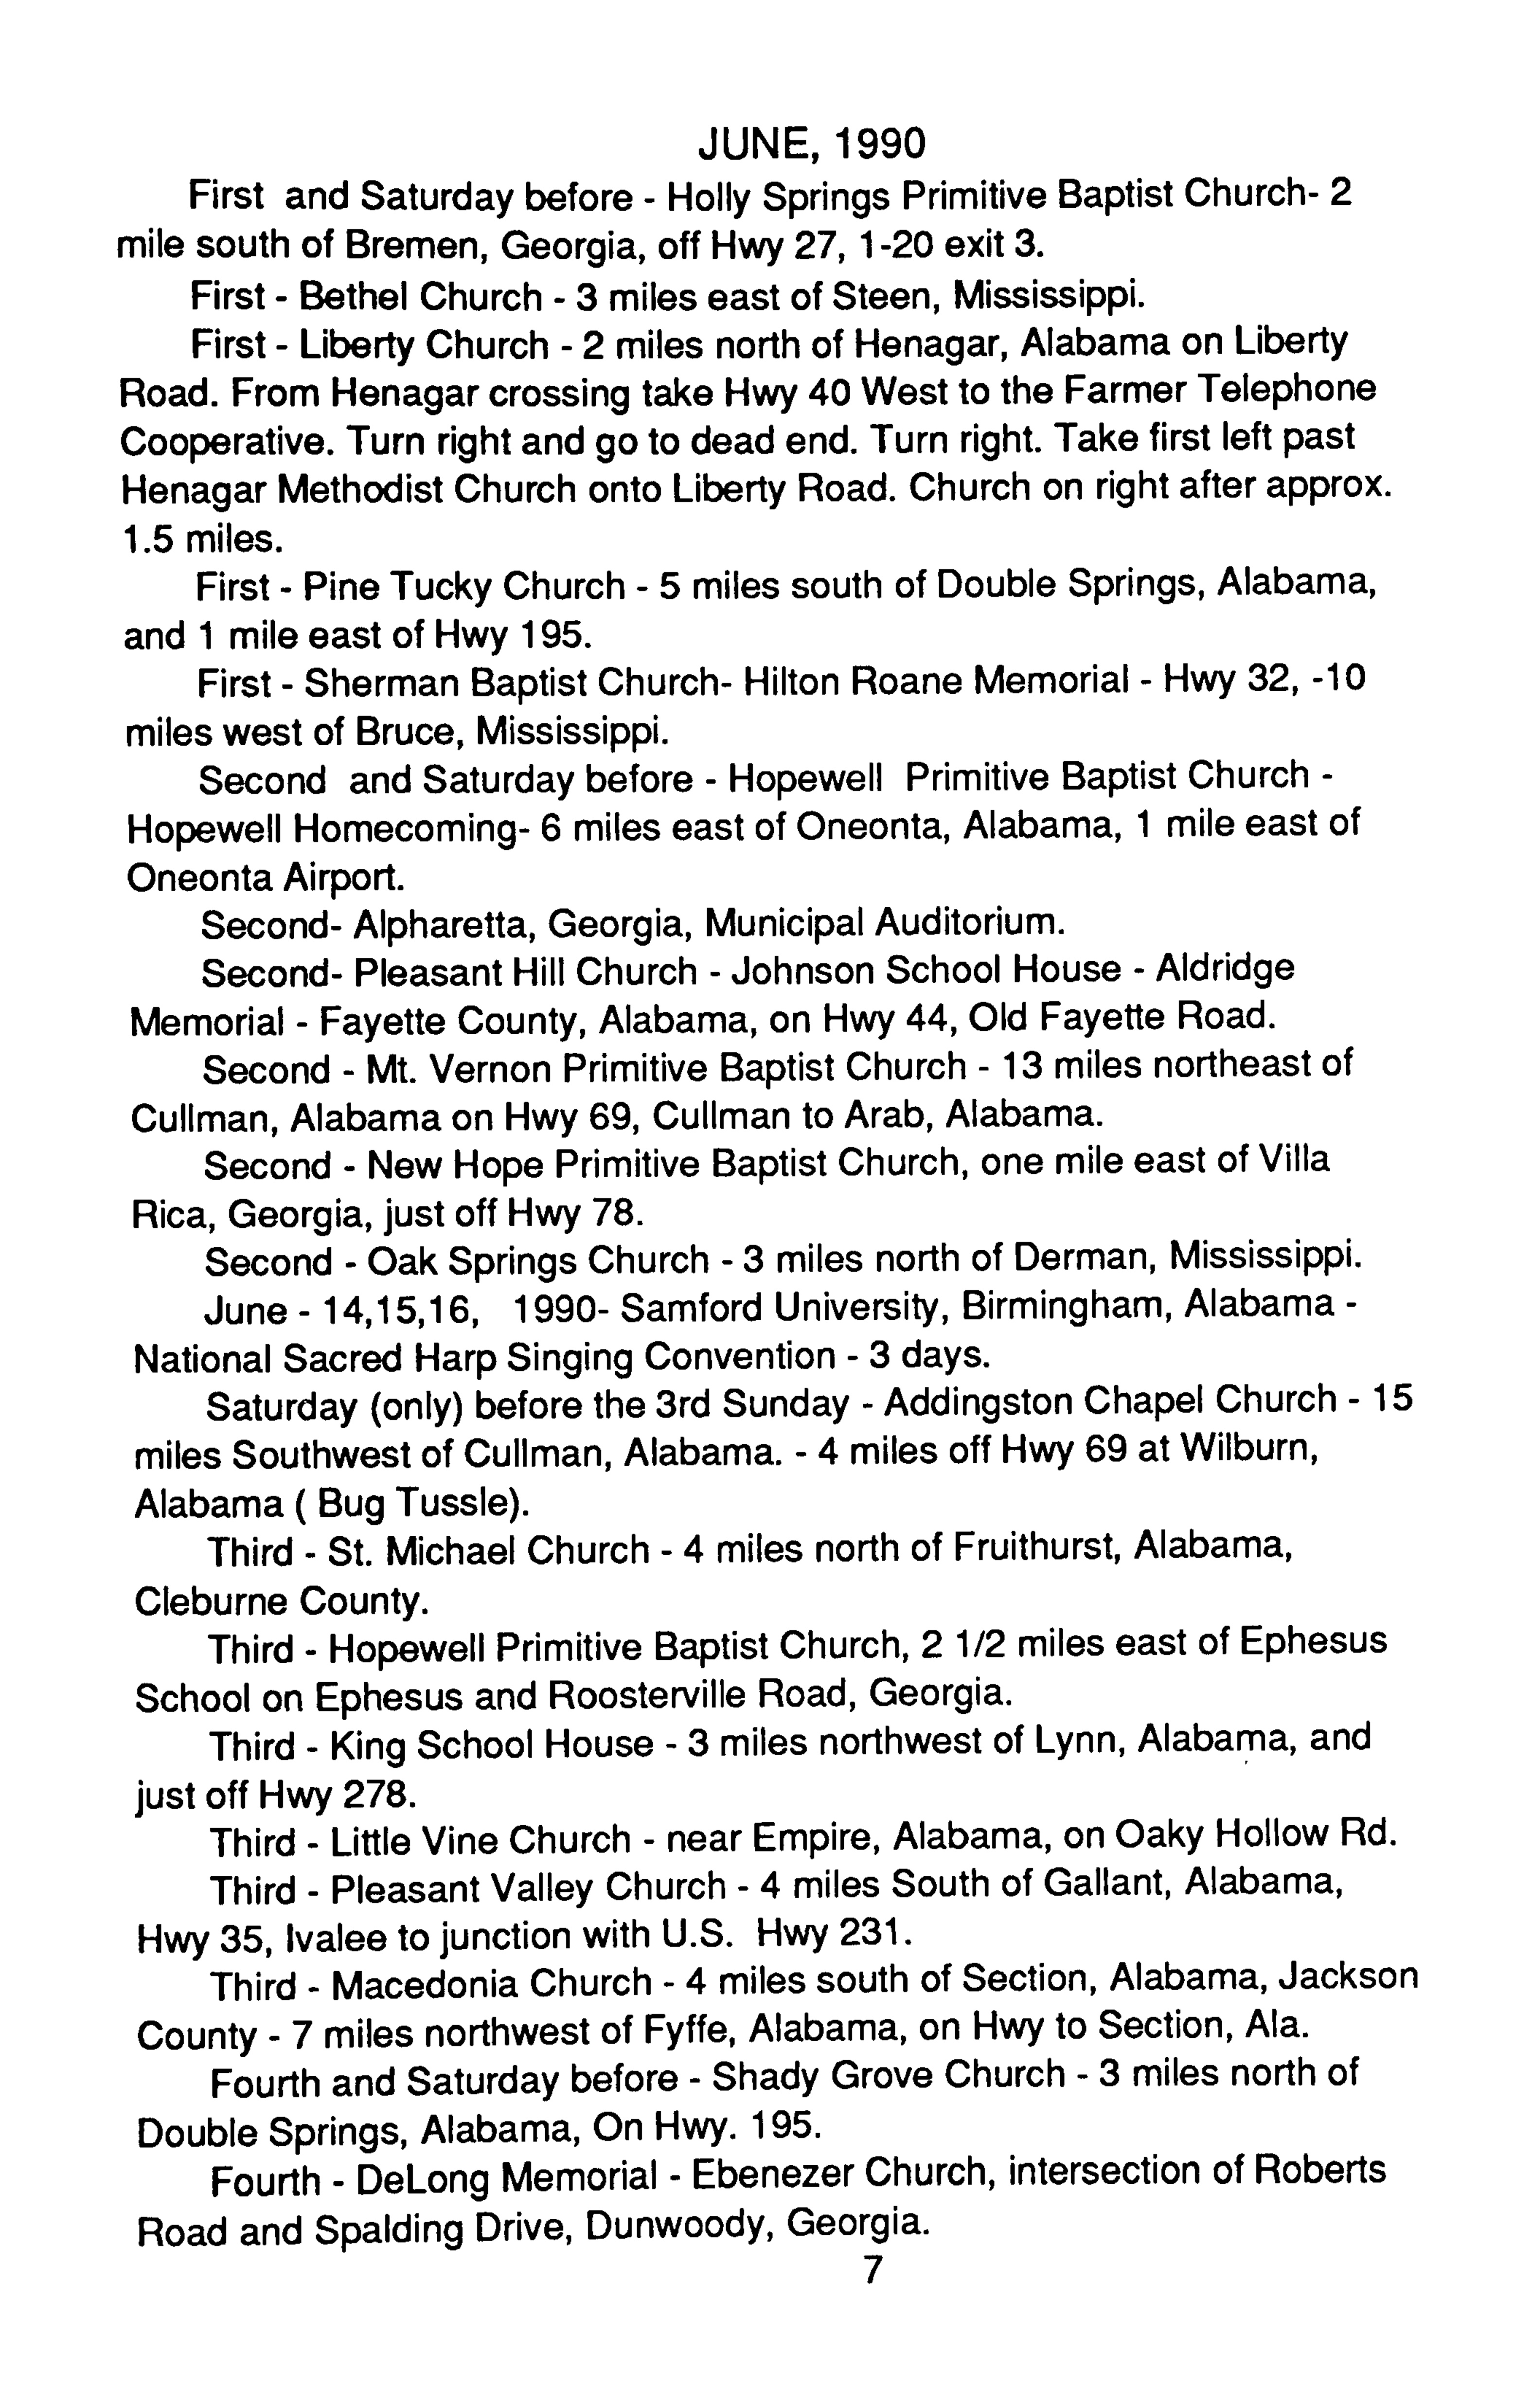 JUNE, 1990
First and Saturday before - Holly Springs Primitive Baptist Church- 2
mile south of Bremen, Georgia, off Hwy 27, 1-20 exit 3.
First - Bethel Church - 3 miles east of Steen, Mississippi.
First - Liberty Church - 2 miles north of Henagar, Alabama on Liberty
Road. From Henagar crossing take Hwy 40 West to the Farmer Telephone
Cooperative. Turn right and go to dead end. Turn right. Take first left past
Henagar Methodist Church onto Liberty Road. Church on right after approx.
1.5 miles.
First - Pine Tucky Church - 5 miles south of Double Springs, Alabama,
and 1 mile east of Hwy 195.
First - Sherman Baptist Church- Hilton Roane Memorial - Hwy 32, -10
miles west of Bruce, Mississippi.
Second and Saturday before - Hopewell Primitive Baptist Church -
Hopewell Homecoming- 6 miles east of Oneonta, Alabama, 1 mile east of
Oneonta Airport.
Second- Alpharetta, Georgia, Municipal Auditorium.
Second- Pleasant Hill Church - Johnson School House - Aldridge
Memorial - Fayette County, Alabama, on Hwy 44, Old Fayette Road.
Second - Mt. Vernon Primitive Baptist Church - 13 miles northeast of
Cullman, Alabama on Hwy 69, Cullman to Arab, Alabama.
Second - New Hope Primitive Baptist Church, one mile east of Villa
Rica, Georgia, just off Hwy 78.
Second - Oak Springs Church - 3 miles north of Derman, Mississippi.
June - 14,15,16, 1990- Samford University, Birmingham, Alabama -
National Sacred Harp Singing Convention - 3 days.
Saturday (only) before the 3rd Sunday - Addingston Chapel Church - 15
miles Southwest of Cullman, Alabama. - 4 miles off Hwy 69 at Wilburn,
Alabama ( Bug Tussle).
Third - St. Michael Church - 4 miles north of Fruithurst, Alabama,
Cleburne County.
Third - Hopewell Primitive Baptist Church, 2 1/2 miles east of Ephesus
School on Ephesus and Roosterville Road, Georgia.
Third - King School House - 3 miles northwest of Lynn, Alabama, and
just off Hwy 278.
Third - Little Vine Church - near Empire, Alabama, on Oaky Hollow Rd.
Third - Pleasant Valley Church - 4 miles South of Gallant, Alabama,
Hwy 35, Ivalee to junction with U.S. Hwy 231.
Third - Macedonia Church - 4 miles south of Section, Alabama, Jackson
County - 7 miles northwest of Fyffe, Alabama, on Hwy to Section, Ala.
Fourth and Saturday before - Shady Grove Church - 3 miles north of
Double Springs, Alabama, On Hwy. 195.
Fourth - DeLong Memorial - Ebenezer Church, intersection of Roberts
Road and Spalding Drive, Dunwoody, Georgia.
7